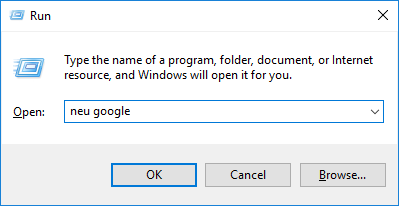 Run
Type the name of a program, folder, document, or Internet
resource, and Windows will open it for you.
Open: neu google
OK Cancel Browse...